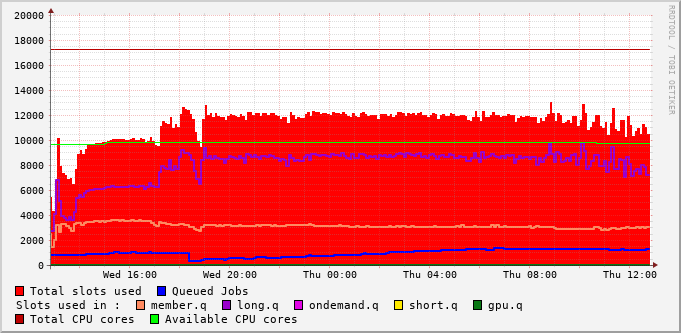 RRDTOOL / TOBI OETIKER
20000
18000
16000
14000
12000
10000
8000
6000
4000
2000
0
Wed 16:00 Wed 20:00 Thu 00:00 Thu 04:00 Thu 08:00 Thu 12:00
Total slots used Queued Jobs
Slots used in : member.q long.q ondemand.q short.q gpu.q
Total CPU cores Available CPU cores